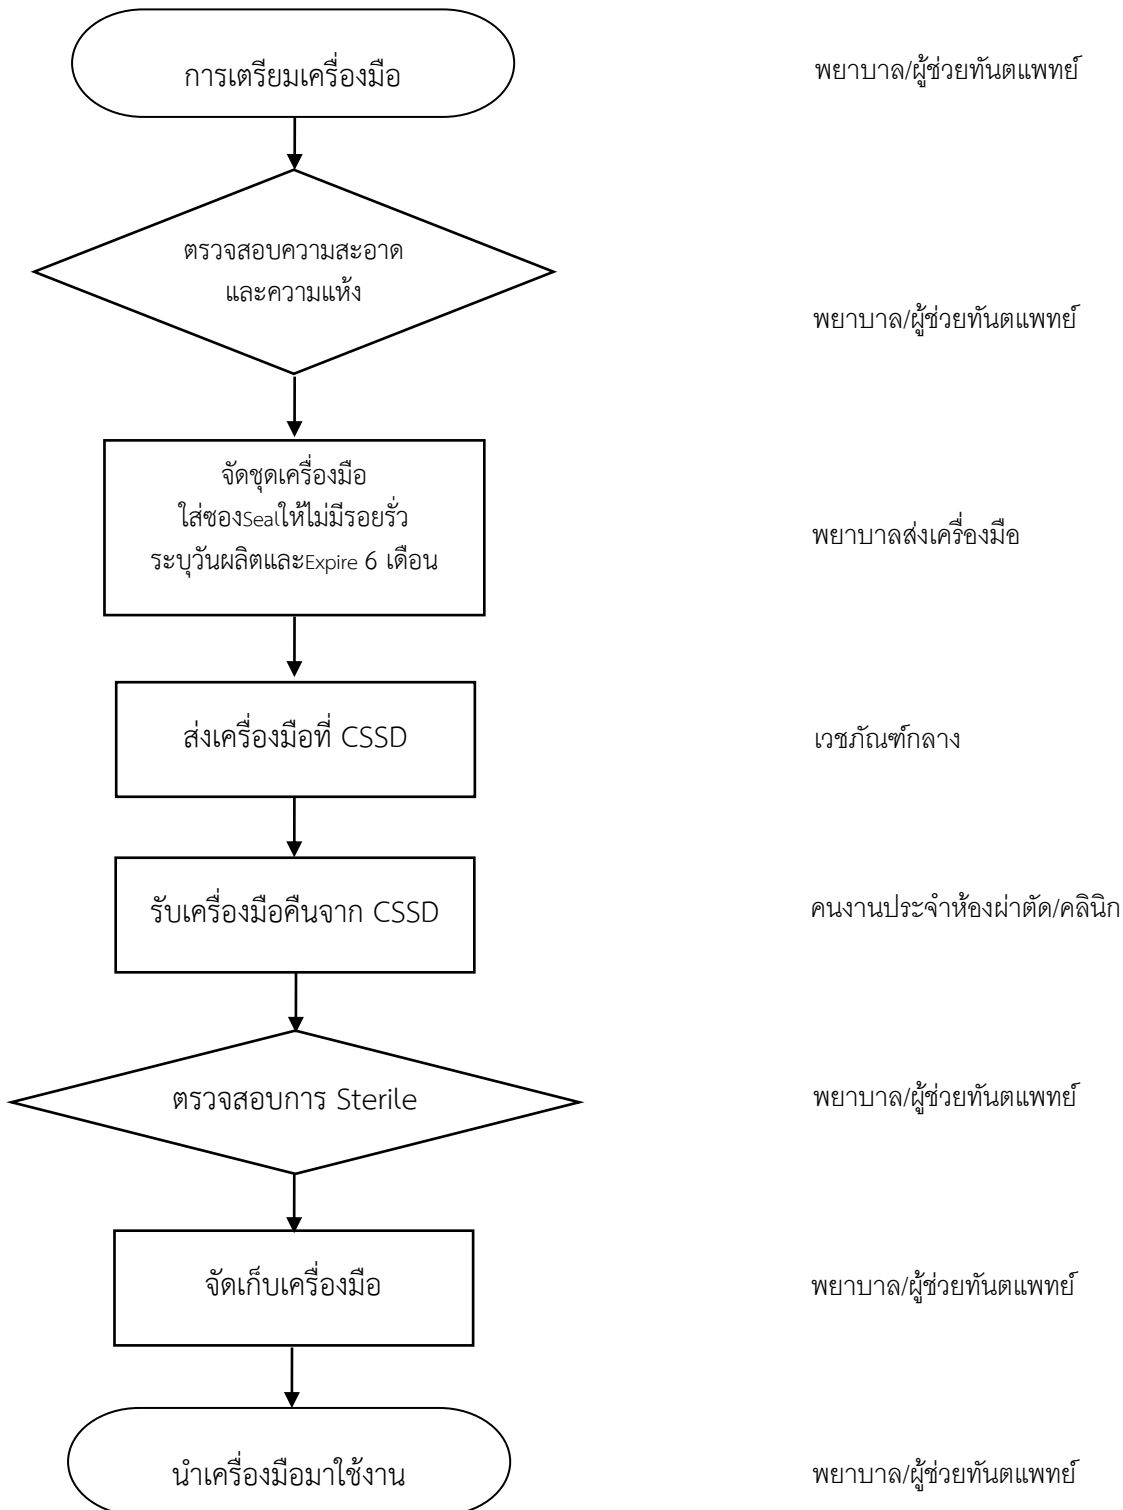 การเตรียมเครื่องมือ
พยาบาล/ผู้ช่วยทันตแพทย์
ตรวจสอบความสะอาด
และความแห้ง
พยาบาล/ผู้ช่วยทันตแพทย์
จัดชุดเครื่องมือ
ใส่ซองSealให้ไม่มีรอยรั่ว
ระบุวันผลิตและExpire 6 เดือน
พยาบาลส่งเครื่องมือ
ส่งเครื่องมือที่ CSSD
เวชภัณฑ์กลาง
รับเครื่องมือคืนจาก CSSD
คนงานประจำห้องผ่าตัด/คลินิก
ตรวจสอบการ Sterile
พยาบาล/ผู้ช่วยทันตแพทย์
จัดเก็บเครื่องมือ
พยาบาล/ผู้ช่วยทันตแพทย์
นำเครื่องมือมาใช้งาน
พยาบาล/ผู้ช่วยทันตแพทย์